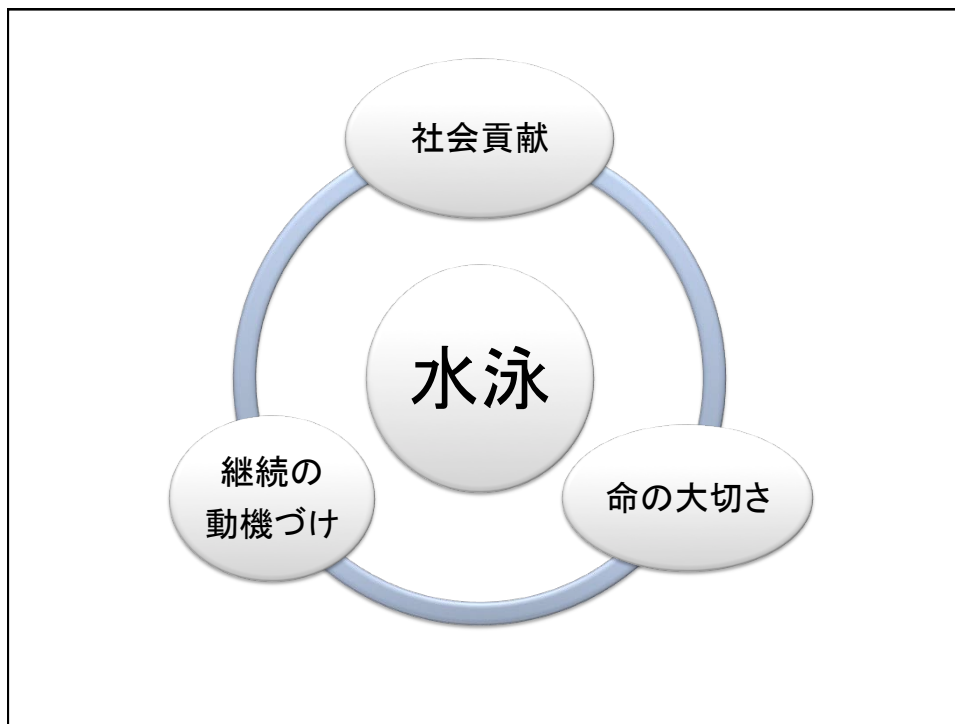 社会貢献
水泳
継続の
動機づけ
命の大切さ